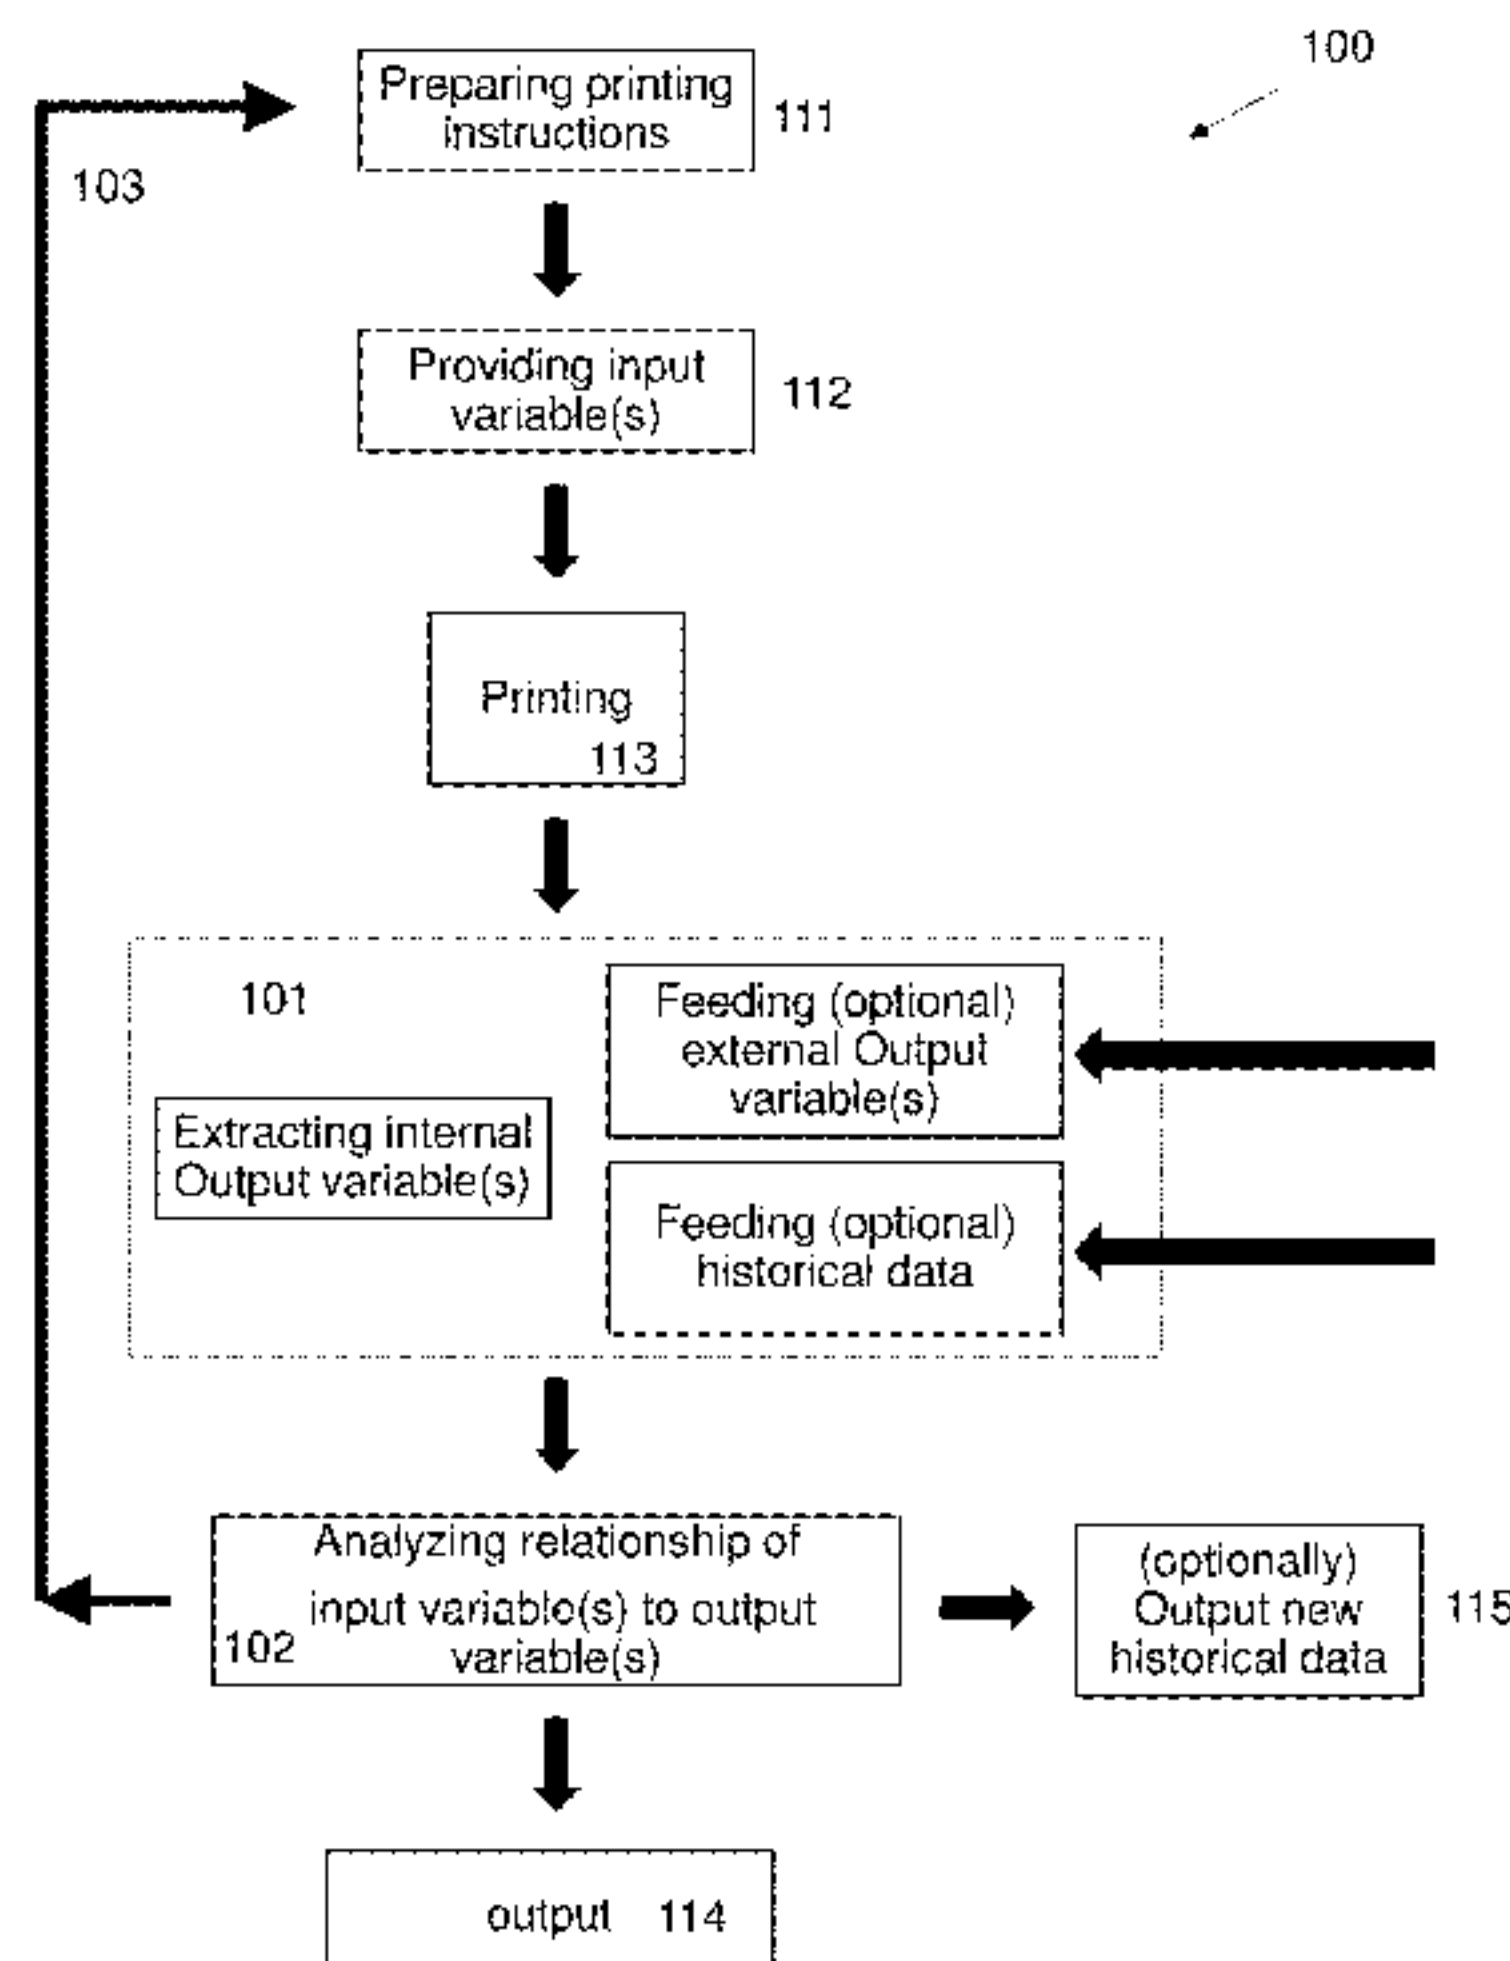 100
Preparing printing
instructions
111
103
Providing input
variable(s)
112
Printing
113
101
Feeding (optional)
external Output
variable(s)
Extracting internal
Output variable(s)
Feeding (optional)
historical data
Analyzing relationship of
input variable(s) to output
variable(s)
102
(optionally)
Output new
historical data
115
output 114